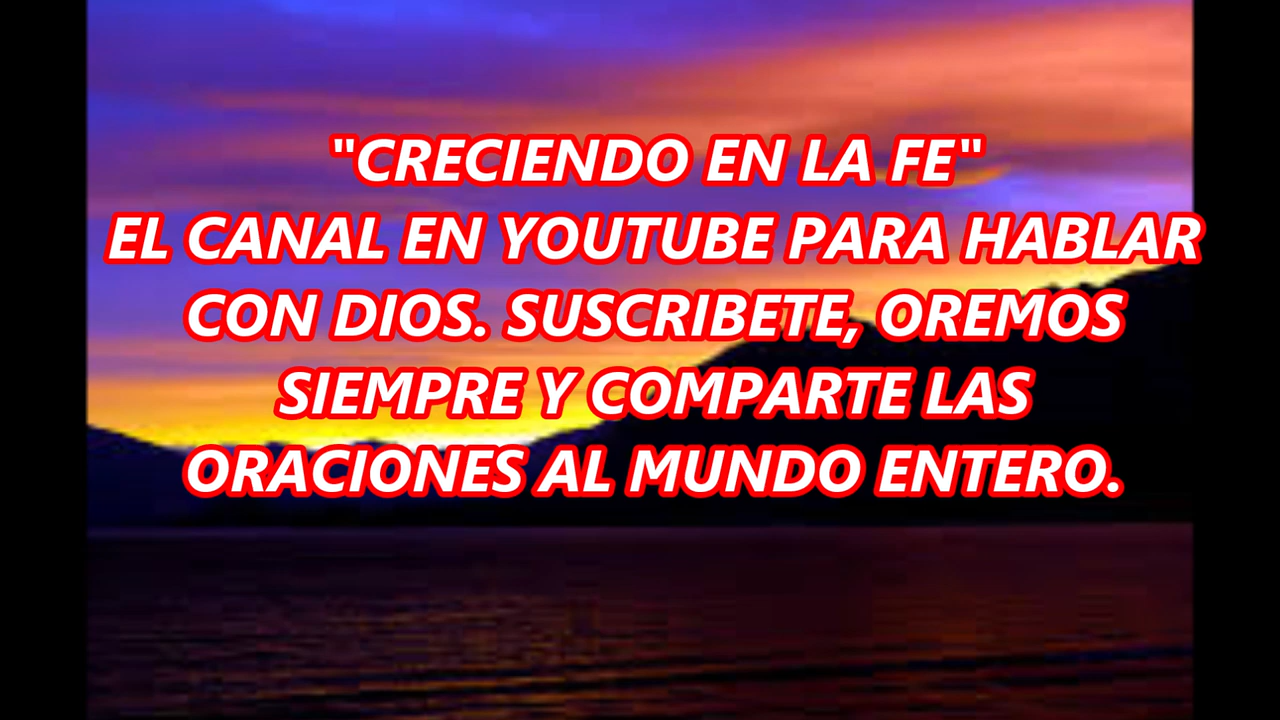 "CRECIENDO EN LA FE"
EL CANAL EN YOUTUBE PARA HABLAR
CON DIOS. SUSCRIBETE, OREMOS
SIEMPRE Y COMPARTE LAS
ORACIONES AL MUNDO ENTERO.